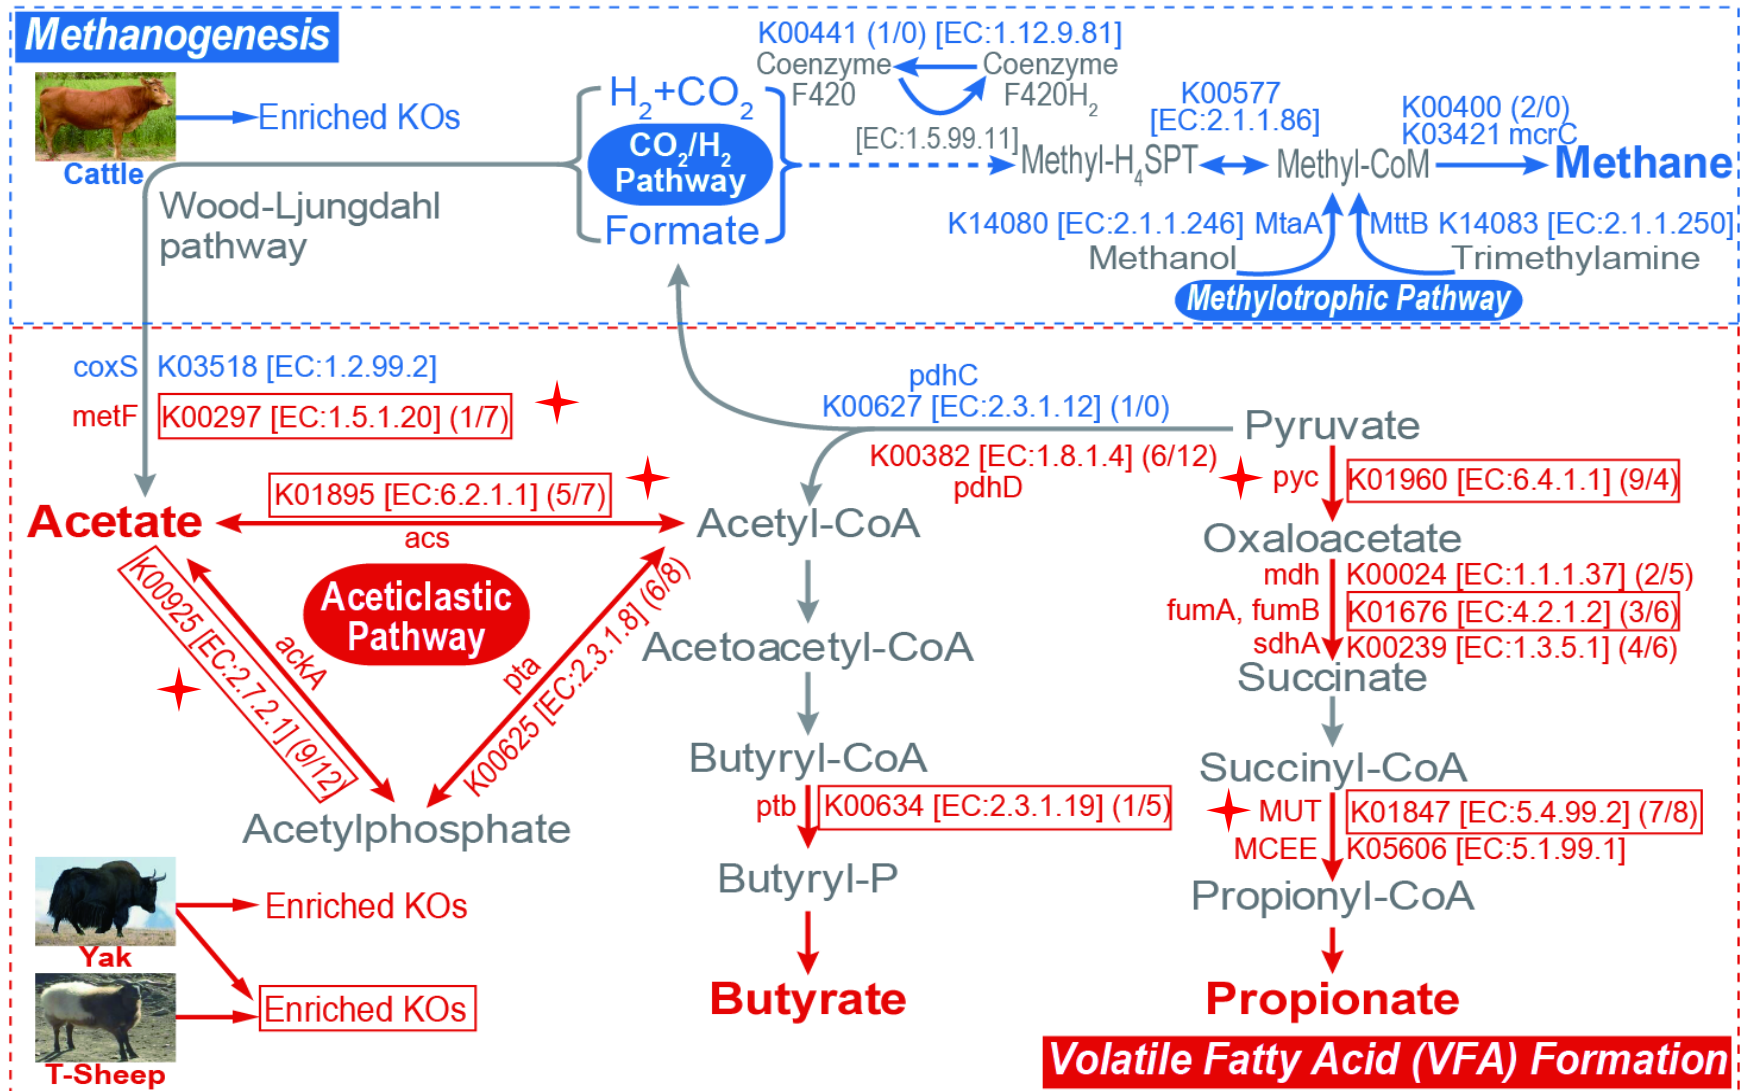 Methanogenesis
Cattle
Enriched KOs
H2+CO2
CO2/H2
Pathway
Formate
K00441 (1/0) [EC:1.12.9.81]
Coenzyme
F420
Coenzyme
F420H2
[EC:1.5.99.11]
Methyl-H4SPT
K00577
[EC:2.1.1.86]
Methyl-CoM
K00400 (2/0)
K03421 mcrC
Methane
K14080 [EC:2.1.1.246] MtaA
MttB K14083 [EC:2.1.1.250]
Methanol
Trimethylamine
Methylotrophic Pathway
Wood-Ljungdahl
pathway
coxS K03518 [EC:1.2.99.2]
metF K00297 [EC:1.5.1.20] (1/7)
pdhC
K00627 [EC:2.3.1.12] (1/0)
K00382 [EC:1.8.1.4] (6/12)
pdhD
Pyruvate
pyc K01960 [EC:6.4.1.1] (9/4)
K01895 [EC:6.2.1.1] (5/7)
Acetate
acs
Acetyl-CoA
Oxaloacetate
mdh K00024 [EC:1.1.1.37] (2/5)
fumA, fumB K01676 [EC:4.2.1.2] (3/6)
sdhA K00239 [EC:1.3.5.1] (4/6)
Succinate
Aceticlastic
Pathway
K00925 [EC:2.7.2.1] (9/12)
ackA
pta
K00625 [EC:2.3.1.8] (6/8)
Acetylphosphate
Acetoacetyl-CoA
Butyryl-CoA
ptb K00634 [EC:2.3.1.19] (1/5)
Butyryl-P
Butyrate
Succinyl-CoA
MUT K01847 [EC:5.4.99.2] (7/8)
MCEE K05606 [EC:5.1.99.1]
Propionyl-CoA
Propionate
Yak
Enriched KOs
T-Sheep
Enriched KOs
Volatile Fatty Acid (VFA) Formation